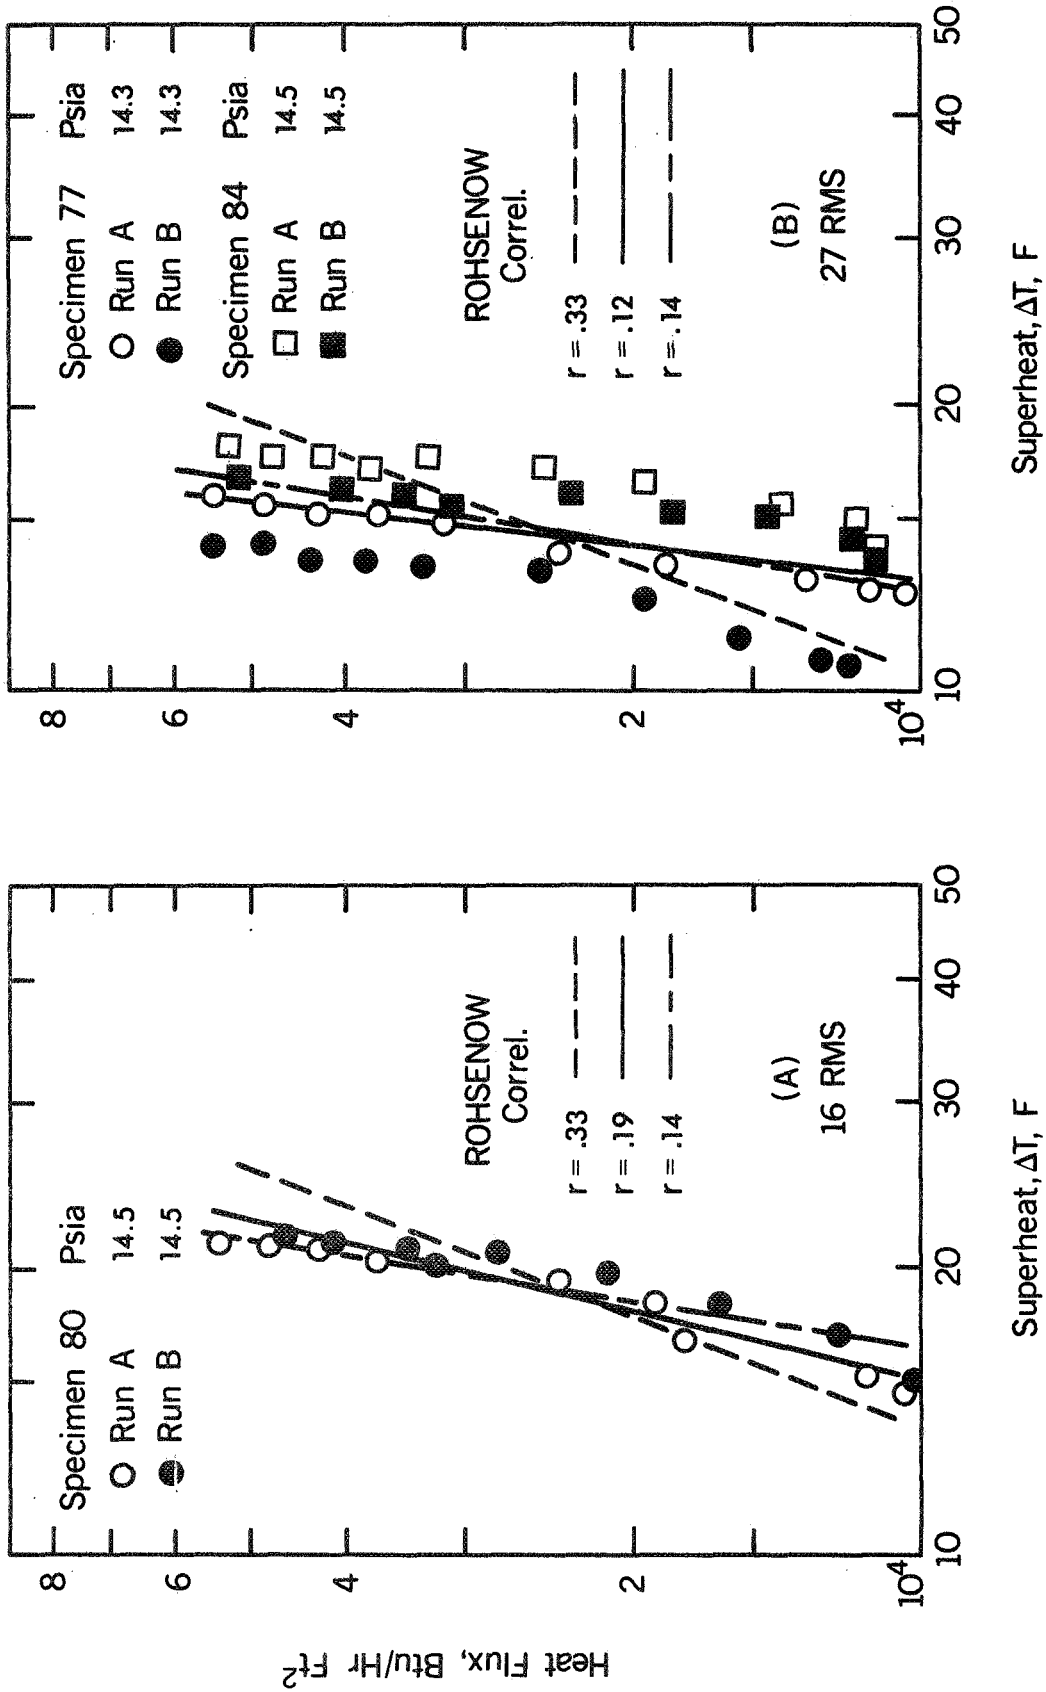 Heat Flux, Btu/Hr Ft²
8
6
4
2
10⁴
Specimen 80 Psia
Run A 14.5
Run B 14.5
ROHSENOW
Correl.
r = .33
r = .19
r = .14
(A)
16 RMS
10
20
30
40
50
Superheat, ΔT, F
8
6
4
2
10⁴
Specimen 77 Psia
Run A 14.3
Run B 14.3
Specimen 84 Psia
Run A 14.5
Run B 14.5
ROHSENOW
Correl.
r = .33
r = .12
r = .14
(B)
27 RMS
10
20
30
40
50
Superheat, ΔT, F